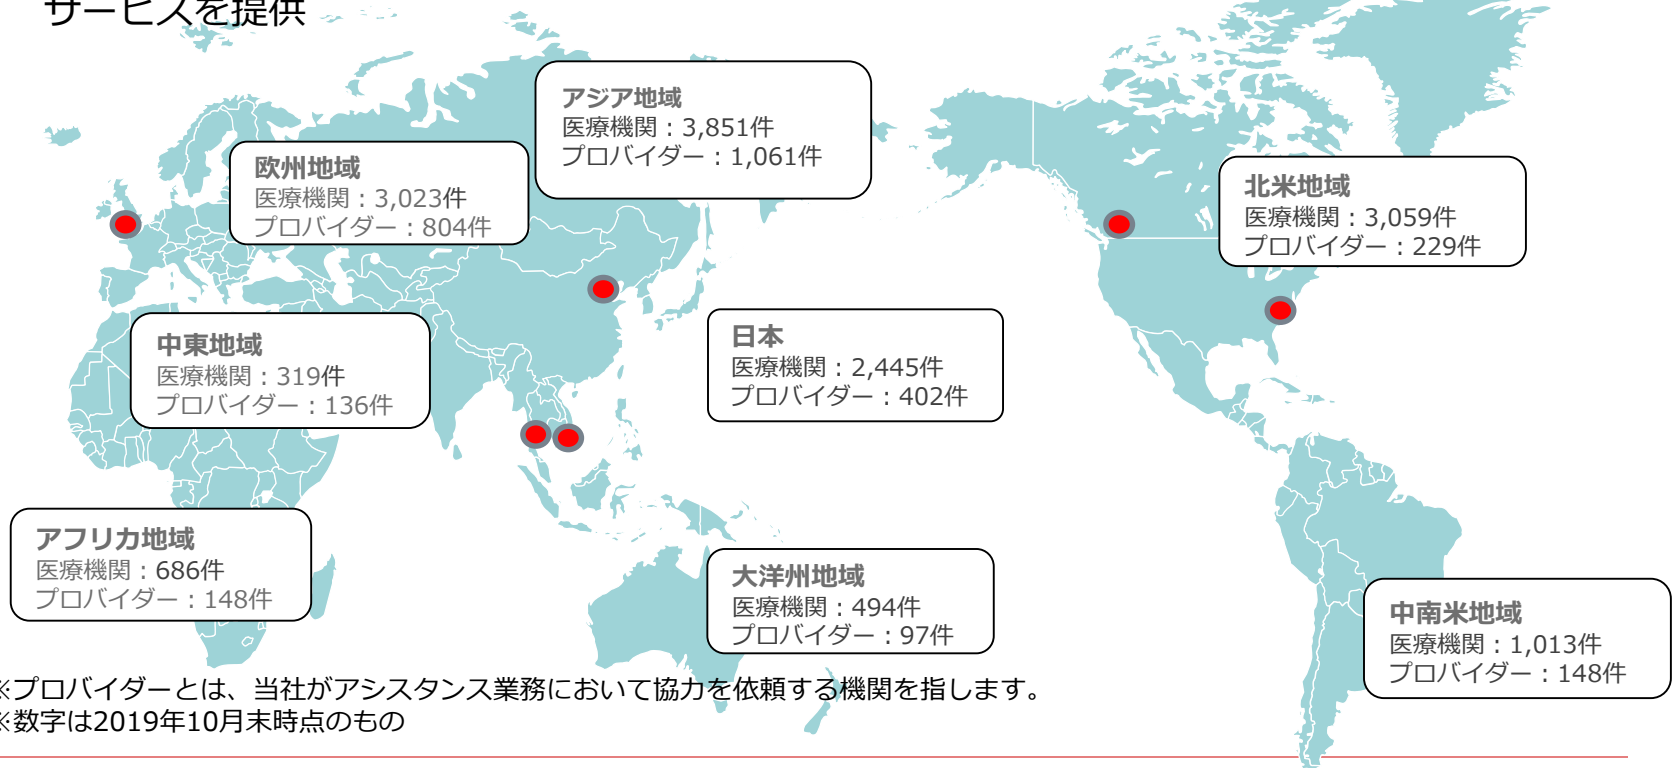 サービスを提供
アジア地域
医療機関：3,851件
プロバイダー：1,061件
欧州地域
医療機関：3,023件
プロバイダー：804件
北米地域
医療機関：3,059件
プロバイダー：229件
中東地域
医療機関：319件
プロバイダー：136件
日本
医療機関：2,445件
プロバイダー：402件
アフリカ地域
医療機関：686件
プロバイダー：148件
大洋州地域
医療機関：494件
プロバイダー：97件
中南米地域
医療機関：1,013件
プロバイダー：148件
※プロバイダーとは、当社がアシスタンス業務において協力を依頼する機関を指します。
※数字は2019年10月末時点のもの